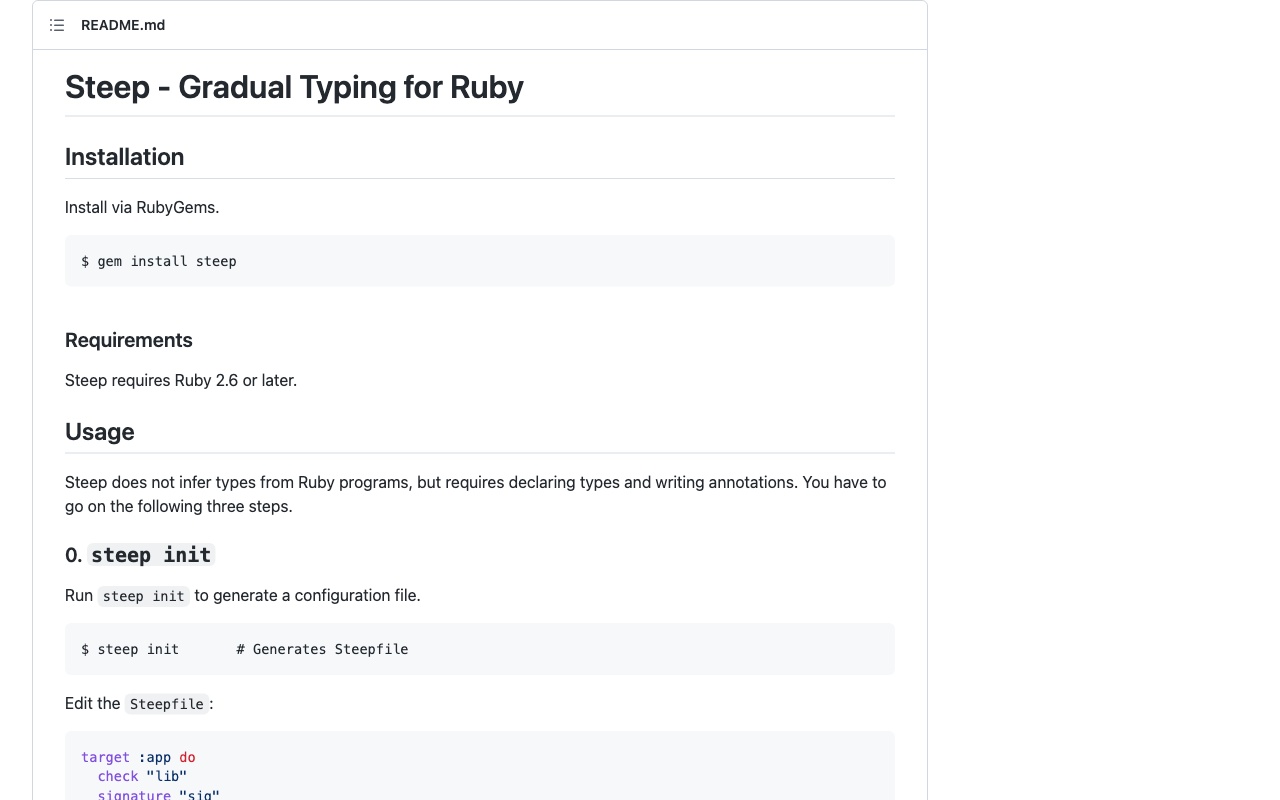 README.md
Steep - Gradual Typing for Ruby
Installation
Install via RubyGems.
$ gem install steep
Requirements
Steep requires Ruby 2.6 or later.
Usage
Steep does not infer types from Ruby programs, but requires declaring types and writing annotations. You have to
go on the following three steps.
0. steep init
Run steep init to generate a configuration file.
$ steep init       # Generates Steepfile
Edit the Steepfile:
target :app do
  check "lib"
  signature "sig"